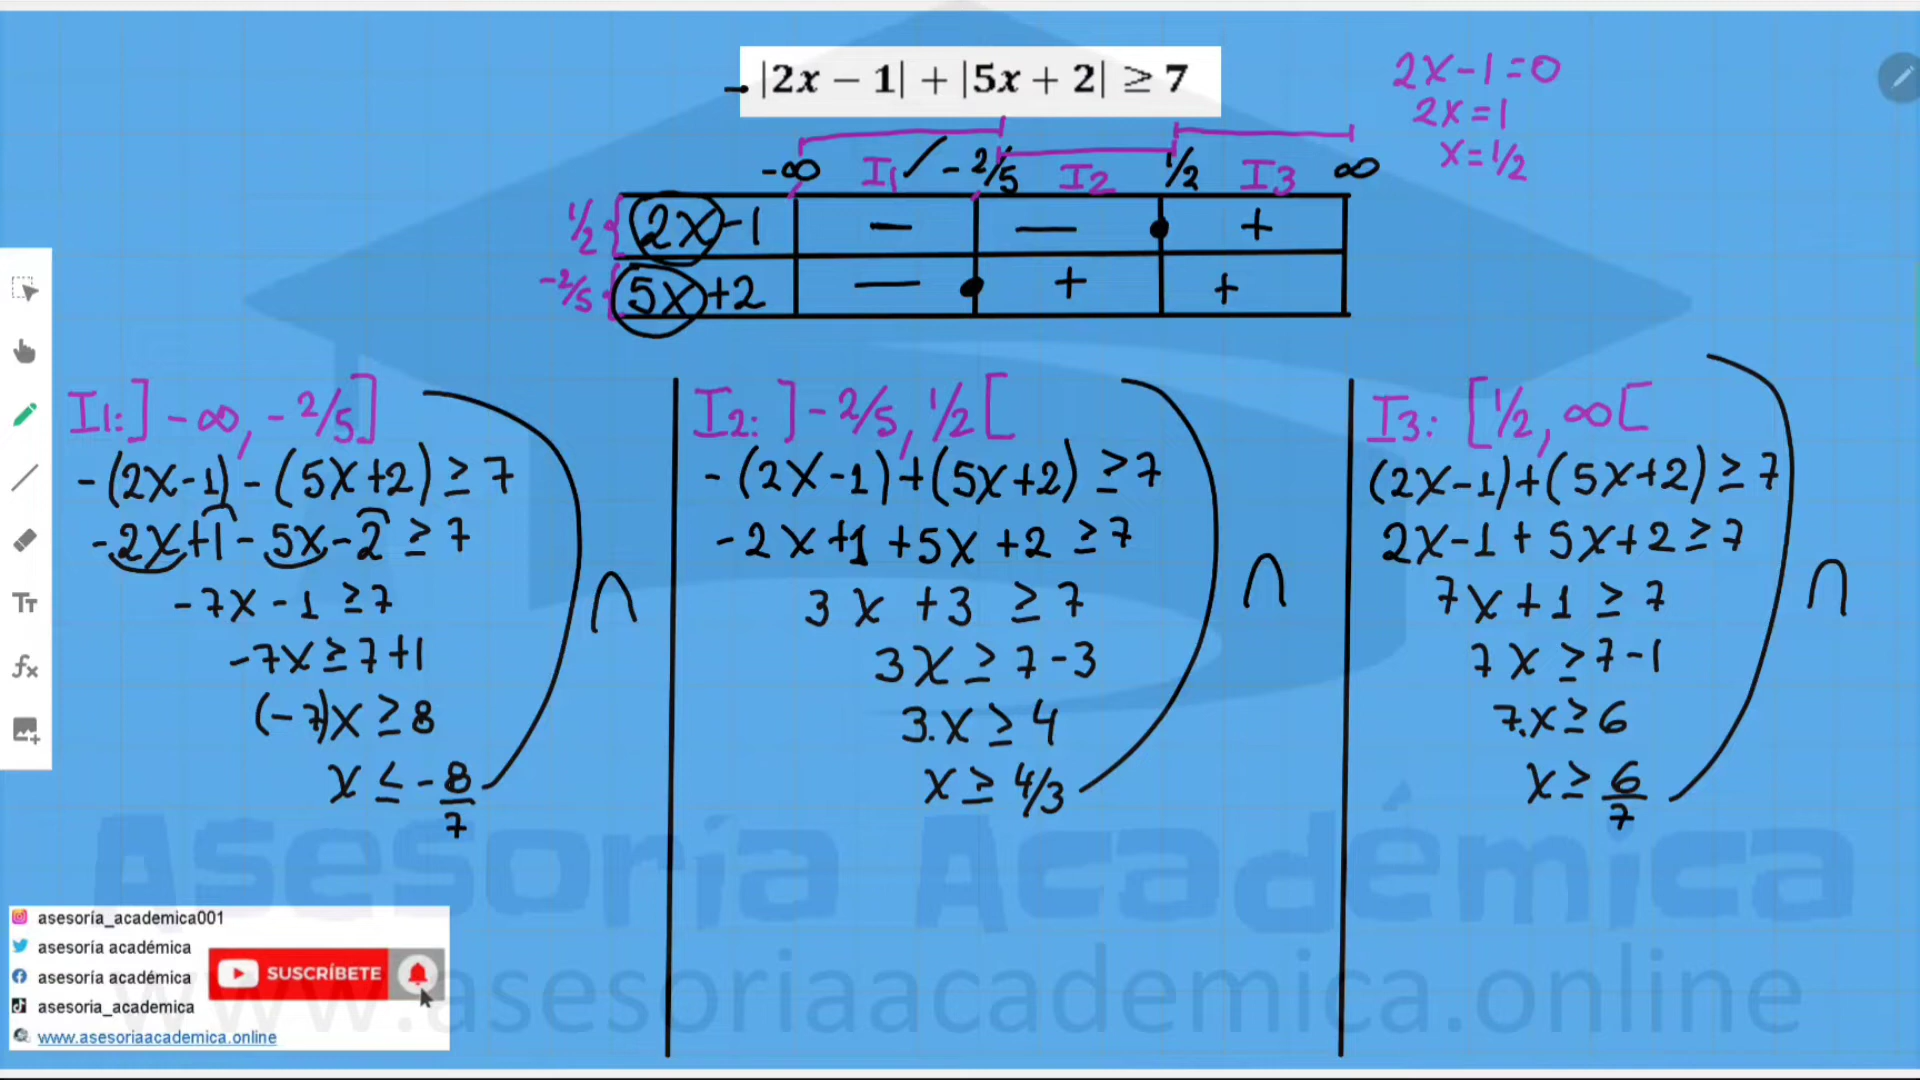 |2x − 1| + |5x + 2| ≥ 7
2x-1=0
2x=1
x=1/2
-∞ I1 -2/5 I2 1/2 I3 ∞
1/2 2x-1 - - +
-2/5 5x+2 - + +
I1: ]-∞, -2/5]
-(2x-1)-(5x+2) ≥ 7
-2x+1-5x-2 ≥ 7
-7x-1 ≥ 7
-7x ≥ 7+1
(-7)x ≥ 8
x ≤ -8/7
∩
I2: ]-2/5, 1/2[
-(2x-1)+(5x+2) ≥ 7
-2x+1+5x+2 ≥ 7
3x+3 ≥ 7
3x ≥ 7-3
3.x ≥ 4
x ≥ 4/3
∩
I3: [1/2, ∞[
(2x-1)+(5x+2) ≥ 7
2x-1+5x+2 ≥ 7
7x+1 ≥ 7
7x ≥ 7-1
7.x ≥ 6
x ≥ 6/7
∩
Asesoría Académica
www.asesoriaacademica.online
asesoría_academica001
asesoría académica
asesoría académica
asesoria_academica
www.asesoriaacademica.online
SUSCRÍBETE
Tт
fx